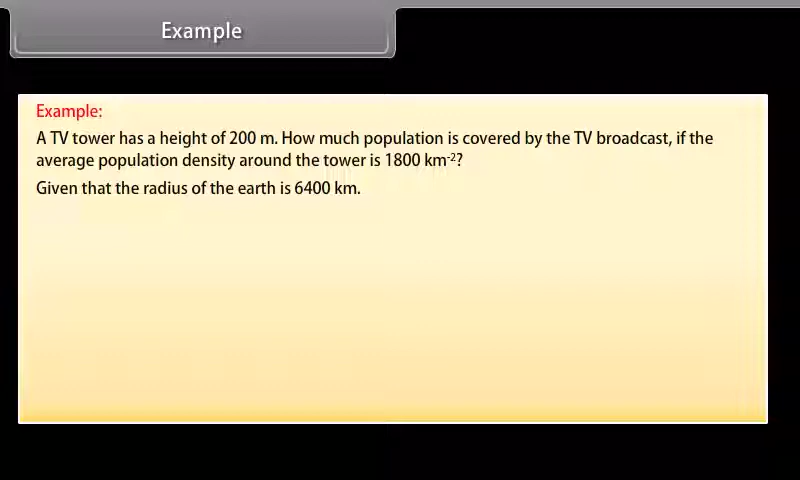 Example
Example:
A TV tower has a height of 200 m. How much population is covered by the TV broadcast, if the
average population density around the tower is 1800 km⁻²?
Given that the radius of the earth is 6400 km.